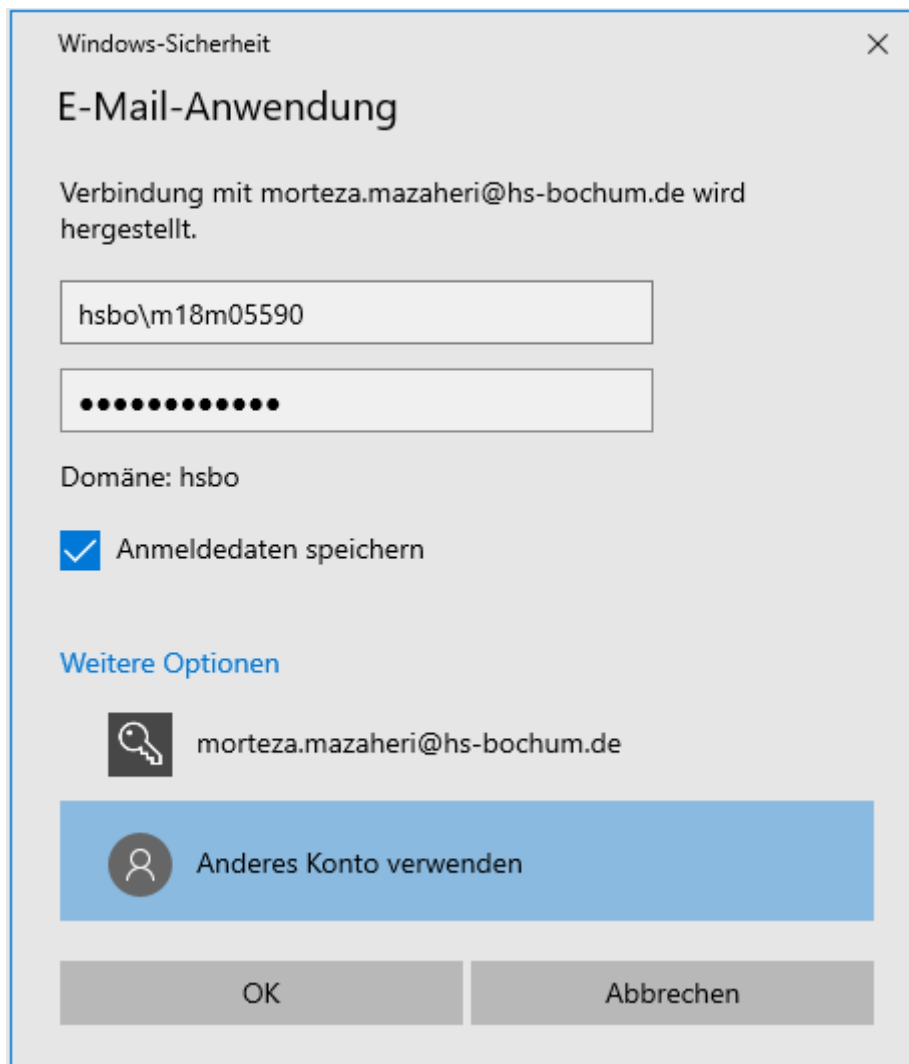 Windows-Sicherheit
E-Mail-Anwendung
Verbindung mit morteza.mazaheri@hs-bochum.de wird
hergestellt.
hsbo\m18m05590
●●●●●●●●●●●●
Domäne: hsbo
Anmeldedaten speichern
Weitere Optionen
morteza.mazaheri@hs-bochum.de
Anderes Konto verwenden
OK
Abbrechen